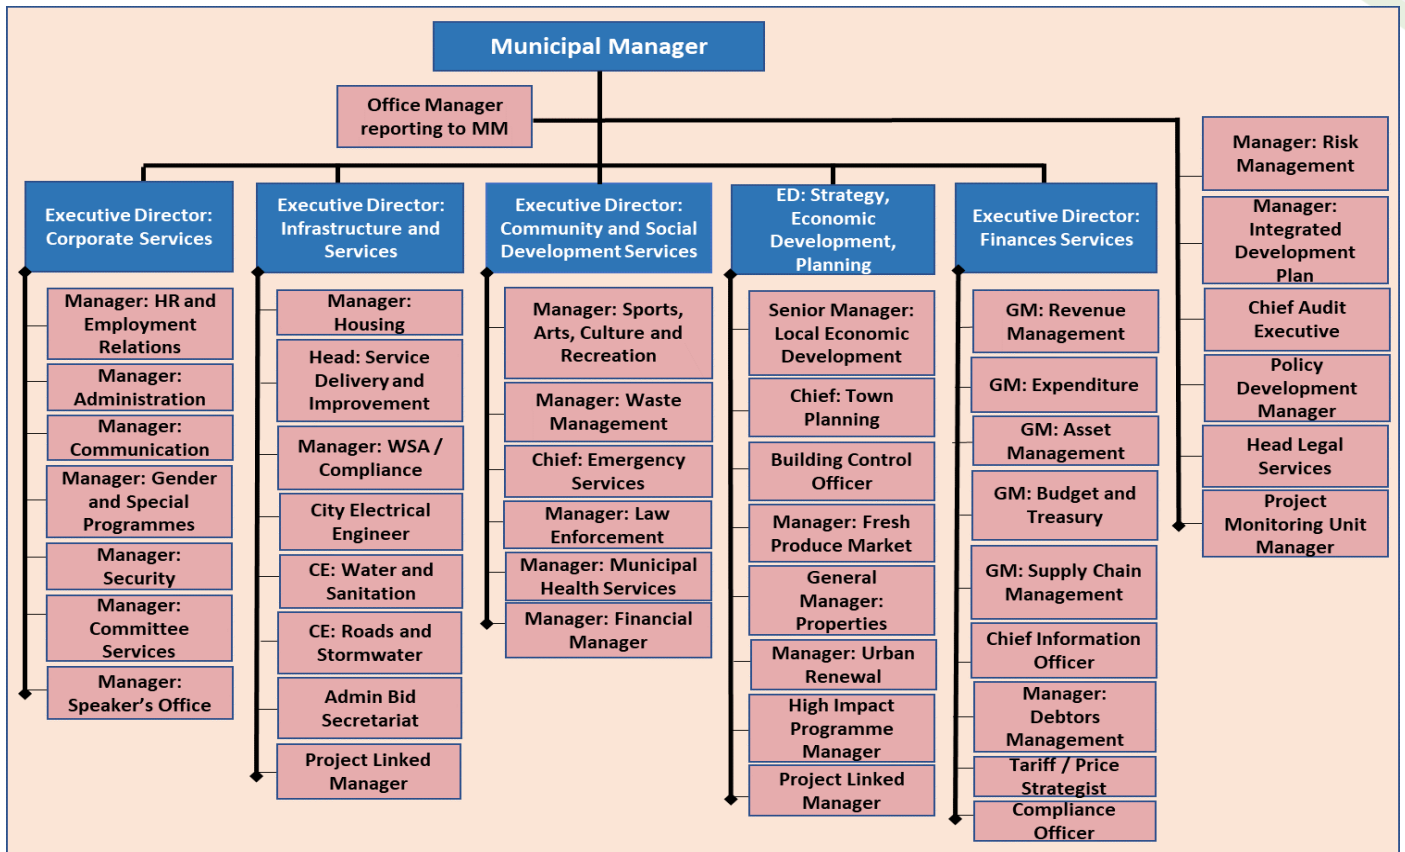 Municipal Manager
Office Manager
reporting to MM
Executive Director:
Corporate Services
Manager: HR and
Employment
Relations
Manager:
Administration
Manager:
Communication
Manager: Gender
and Special
Programmes
Manager:
Security
Manager:
Committee
Services
Manager:
Speaker’s Office
Executive Director:
Infrastructure and
Services
Manager:
Housing
Head: Service
Delivery and
Improvement
Manager: WSA /
Compliance
City Electrical
Engineer
CE: Water and
Sanitation
CE: Roads and
Stormwater
Admin Bid
Secretariat
Project Linked
Manager
Executive Director:
Community and Social
Development Services
Manager: Sports,
Arts, Culture and
Recreation
Manager: Waste
Management
Chief: Emergency
Services
Manager: Law
Enforcement
Manager: Municipal
Health Services
Manager: Financial
Manager
ED: Strategy,
Economic
Development,
Planning
Senior Manager:
Local Economic
Development
Chief: Town
Planning
Building Control
Officer
Manager: Fresh
Produce Market
General
Manager:
Properties
Manager: Urban
Renewal
High Impact
Programme
Manager
Project Linked
Manager
Executive Director:
Finances Services
GM: Revenue
Management
GM: Expenditure
GM: Asset
Management
GM: Budget and
Treasury
GM: Supply Chain
Management
Chief Information
Officer
Manager:
Debtors
Management
Tariff / Price
Strategist
Compliance
Officer
Manager: Risk
Management
Manager:
Integrated
Development
Plan
Chief Audit
Executive
Policy
Development
Manager
Head Legal
Services
Project
Monitoring Unit
Manager